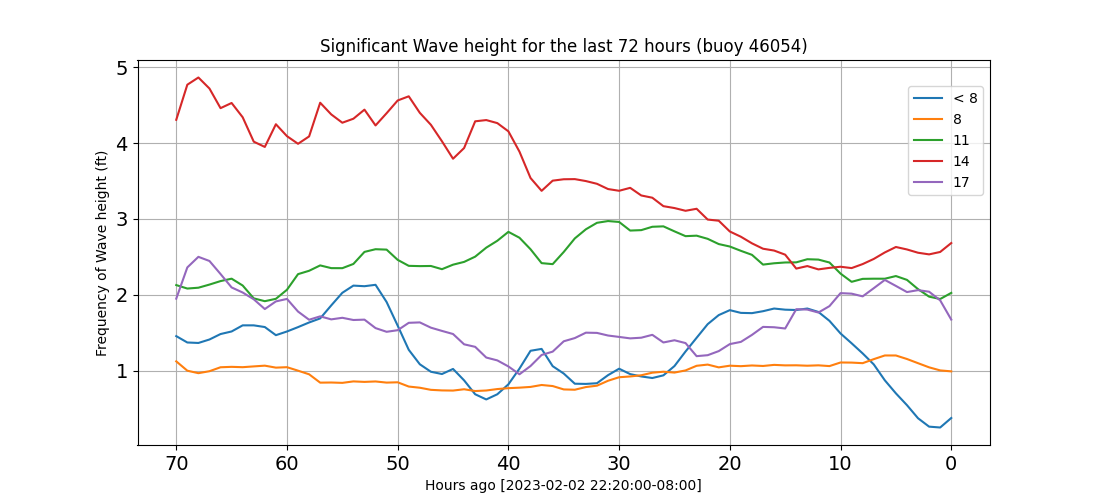 Significant Wave height for the last 72 hours (buoy 46054)
Frequency of Wave height (ft)
5
4
3
2
1
< 8
8
11
14
17
70 60 50 40 30 20 10 0
Hours ago [2023-02-02 22:20:00-08:00]